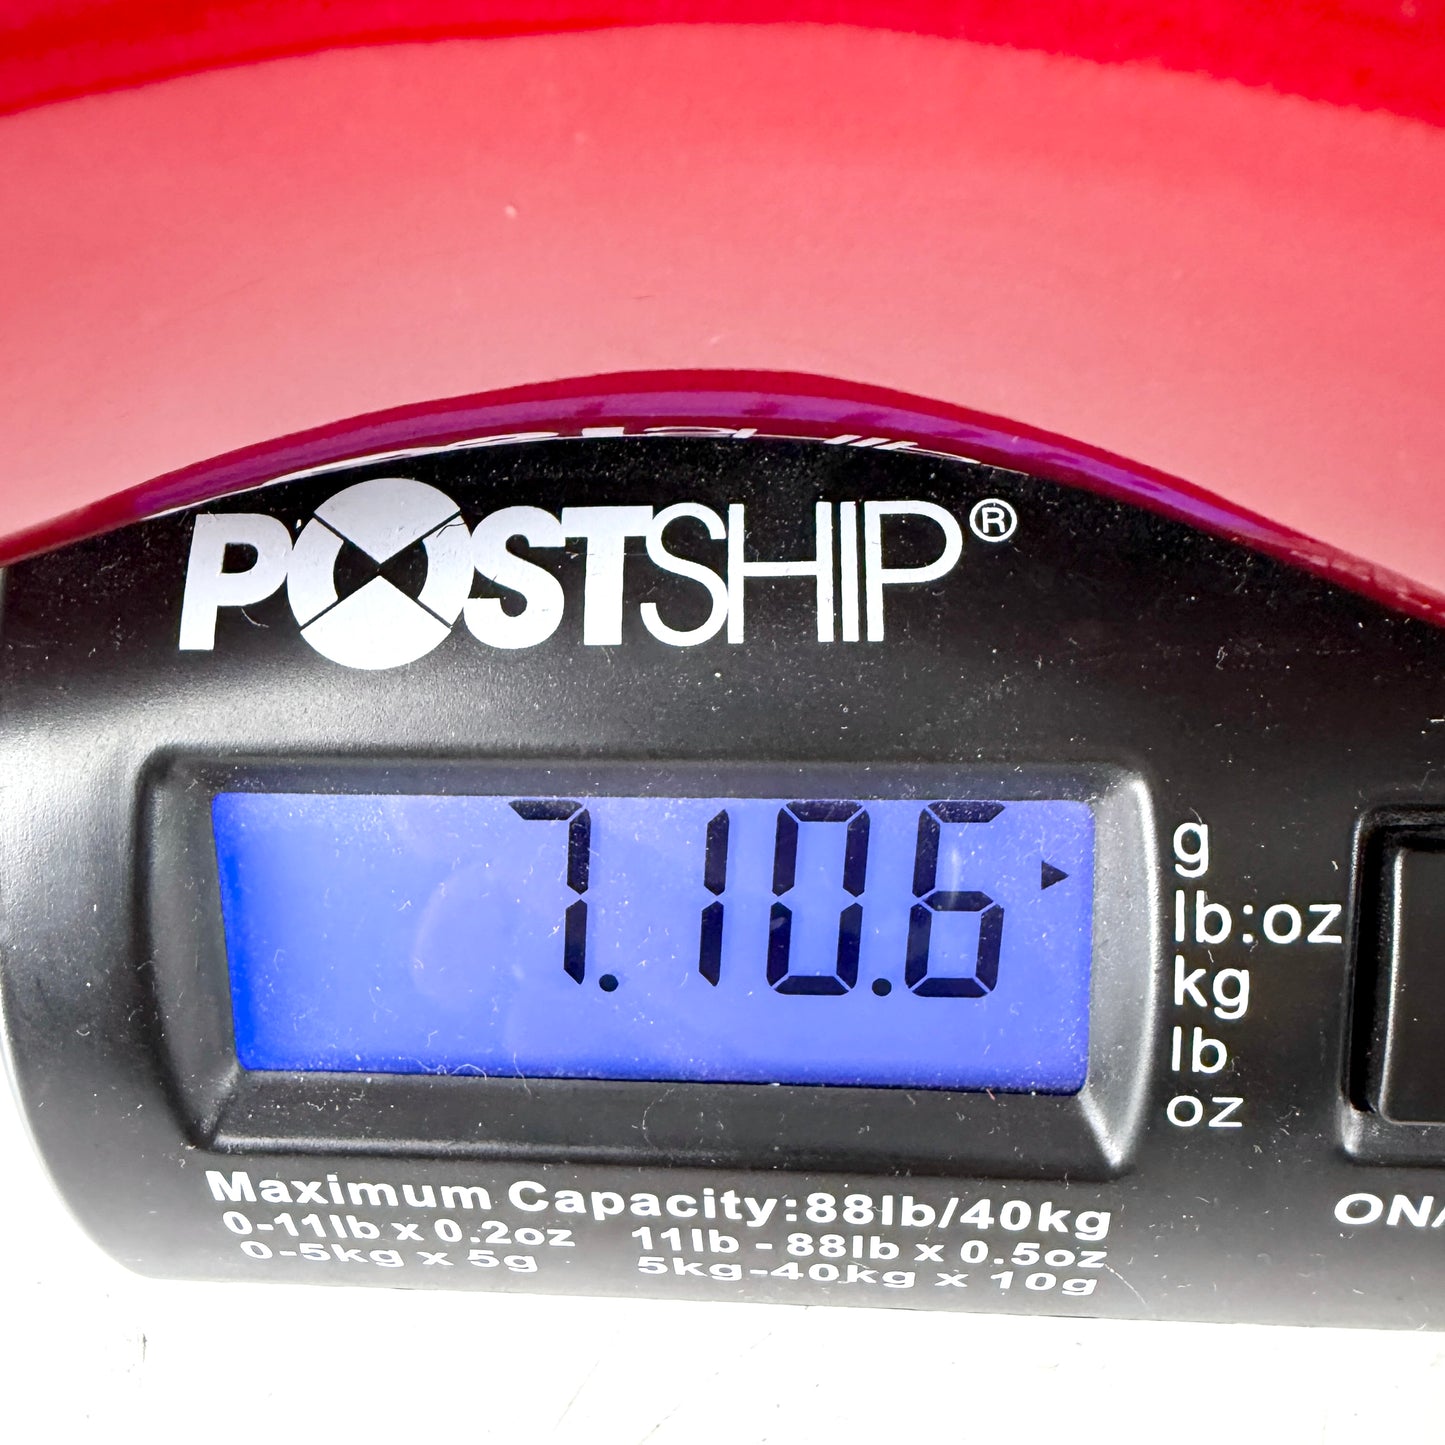 POSTSHIP®
7.10.6
g
lb:oz
kg
lb
oz
Maximum Capacity:88lb/40kg
0-11lb x 0.2oz 11lb - 88lb x 0.5oz
0-5kg x 5g 5kg-40kg x 10g
ON/